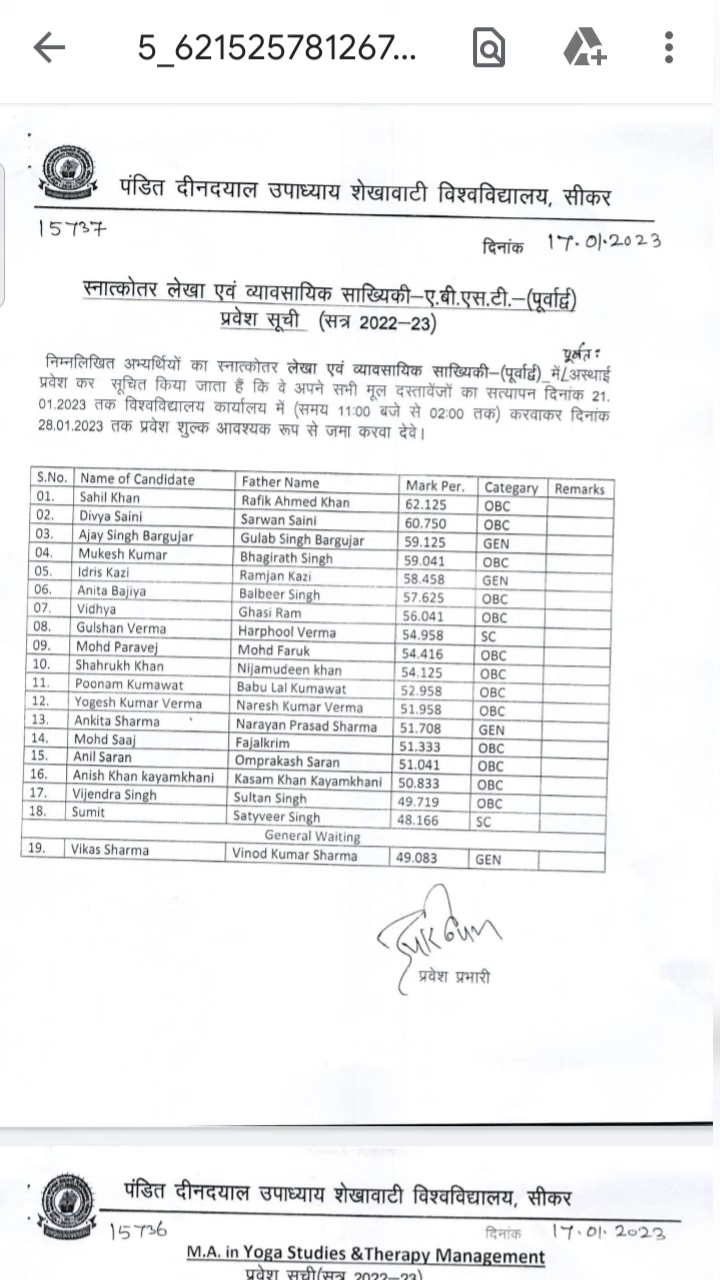 5_621525781267...
पंडित दीनदयाल उपाध्याय शेखावाटी विश्वविद्यालय, सीकर
15737
दिनांक 17.01.2023
स्नात्कोतर लेखा एवं व्यावसायिक साख्यिकी–ए.बी.एस.टी.–(पूर्वार्द्व)
प्रवेश सूची (सत्र 2022–23)
पूर्णतः
निम्नलिखित अभ्यर्थियों का स्नात्कोतर लेखा एवं व्यावसायिक साख्यिकी–(पूर्वार्द्व) में/अस्थाई
प्रवेश कर सूचित किया जाता है कि वे अपने सभी मूल दस्तावेंजों का सत्यापन दिनांक 21.
01.2023 तक विश्वविद्यालय कार्यालय में (समय 11:00 बजे से 02:00 तक) करवाकर दिनांक
28.01.2023 तक प्रवेश शुल्क आवश्यक रूप से जमा करवा देवे।
S.No. Name of Candidate Father Name Mark Per. Categary Remarks
01. Sahil Khan Rafik Ahmed Khan 62.125 OBC
02. Divya Saini Sarwan Saini 60.750 OBC
03. Ajay Singh Bargujar Gulab Singh Bargujar 59.125 GEN
04. Mukesh Kumar Bhagirath Singh 59.041 OBC
05. Idris Kazi Ramjan Kazi 58.458 GEN
06. Anita Bajiya Balbeer Singh 57.625 OBC
07. Vidhya Ghasi Ram 56.041 OBC
08. Gulshan Verma Harphool Verma 54.958 SC
09. Mohd Paravej Mohd Faruk 54.416 OBC
10. Shahrukh Khan Nijamudeen khan 54.125 OBC
11. Poonam Kumawat Babu Lal Kumawat 52.958 OBC
12. Yogesh Kumar Verma Naresh Kumar Verma 51.958 OBC
13. Ankita Sharma Narayan Prasad Sharma 51.708 GEN
14. Mohd Saaj Fajalkrim 51.333 OBC
15. Anil Saran Omprakash Saran 51.041 OBC
16. Anish Khan kayamkhani Kasam Khan Kayamkhani 50.833 OBC
17. Vijendra Singh Sultan Singh 49.719 OBC
18. Sumit Satyveer Singh 48.166 SC
General Waiting
19. Vikas Sharma Vinod Kumar Sharma 49.083 GEN
प्रवेश प्रभारी
पंडित दीनदयाल उपाध्याय शेखावाटी विश्वविद्यालय, सीकर
15736
दिनांक 17.01.2023
M.A. in Yoga Studies &Therapy Management
प्रवेश सूची(सत्र 2022–23)